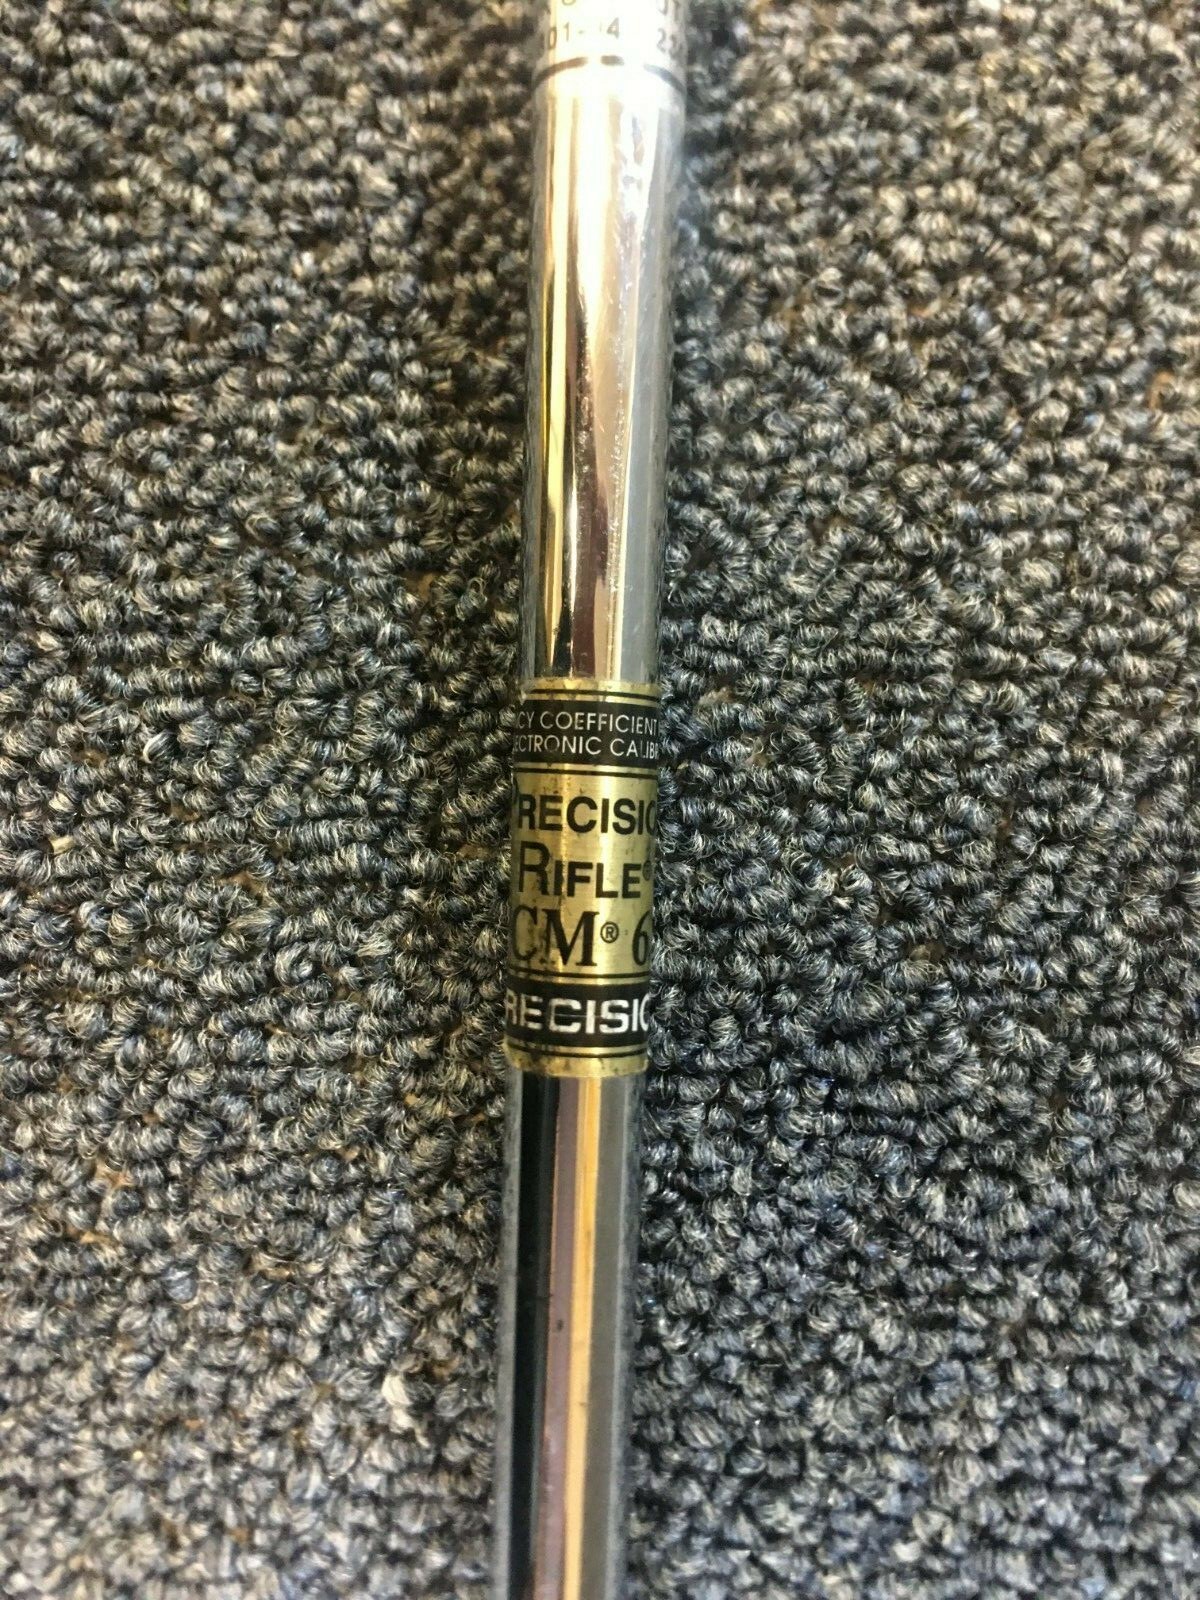 CY COEFFICIENT
ECTRONIC CALIB
PRECISIO
RIFLE®
CM® 6
RECISIO